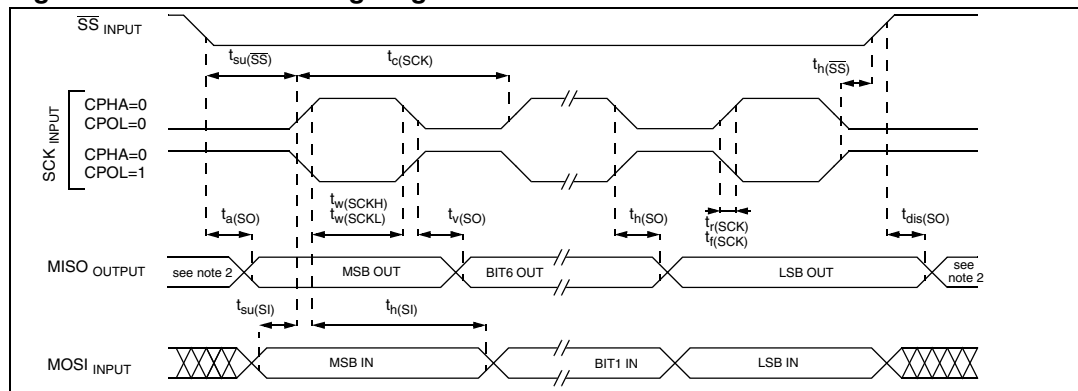 SS INPUT
tsu(SS)
tc(SCK)
th(SS)
SCK INPUT
CPHA=0
CPOL=0
CPHA=0
CPOL=1
ta(SO)
tw(SCKH)
tw(SCKL)
tv(SO)
th(SO)
tr(SCK)
tf(SCK)
tdis(SO)
MISO OUTPUT
see note 2
MSB OUT
BIT6 OUT
LSB OUT
see
note 2
tsu(SI)
th(SI)
MOSI INPUT
MSB IN
BIT1 IN
LSB IN